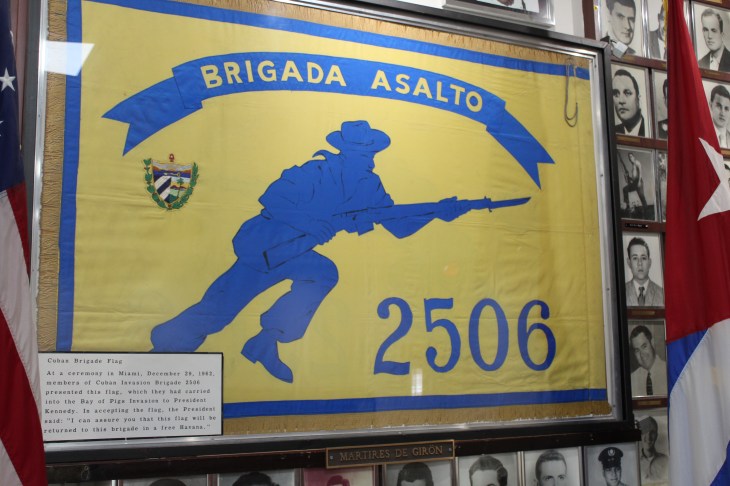 BRIGADA ASALTO
2506
Cuban Brigade Flag
At a ceremony in Miami, December 29, 1962,
members of Cuban Invasion Brigade 2506
presented this flag, which they had carried
into the Bay of Pigs Invasion to President
Kennedy. In accepting the flag, the President
said: "I can assure you that this flag will be
returned to this brigade in a free Havana."
MARTIRES DE GIRÓN